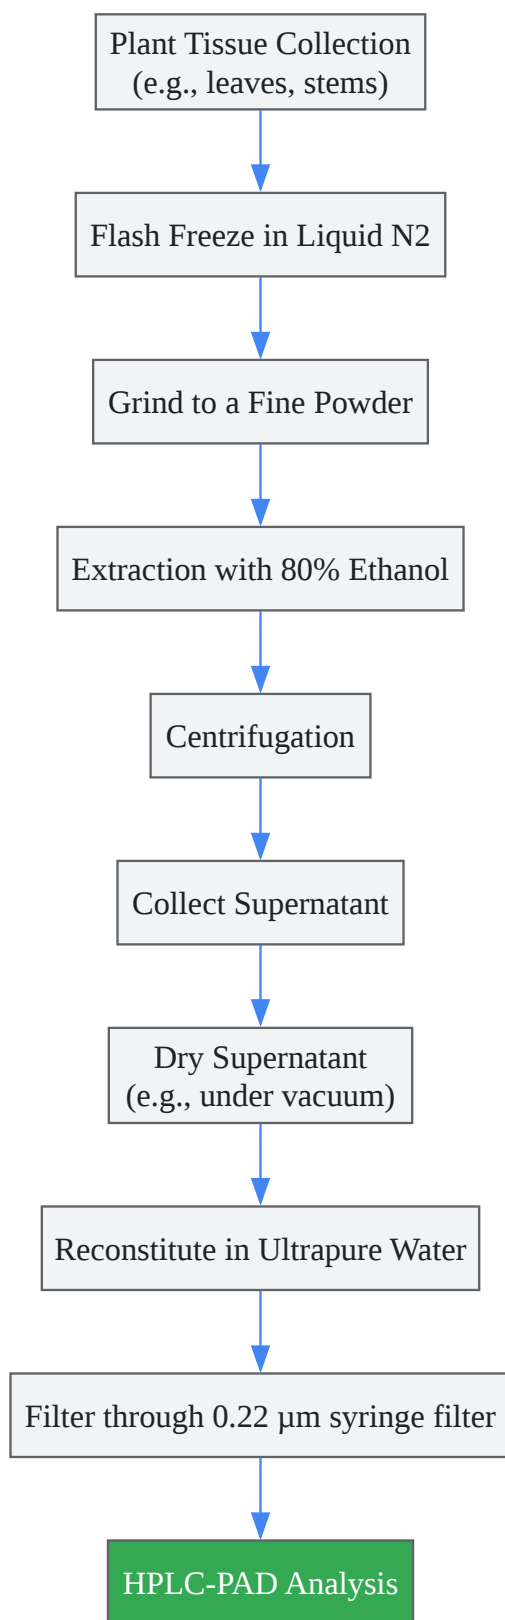 Plant Tissue Collection
(e.g., leaves, stems)
Flash Freeze in Liquid N2
Grind to a Fine Powder
Extraction with 80% Ethanol
Centrifugation
Collect Supernatant
Dry Supernatant
(e.g., under vacuum)
Reconstitute in Ultrapure Water
Filter through 0.22 µm syringe filter
HPLC-PAD Analysis